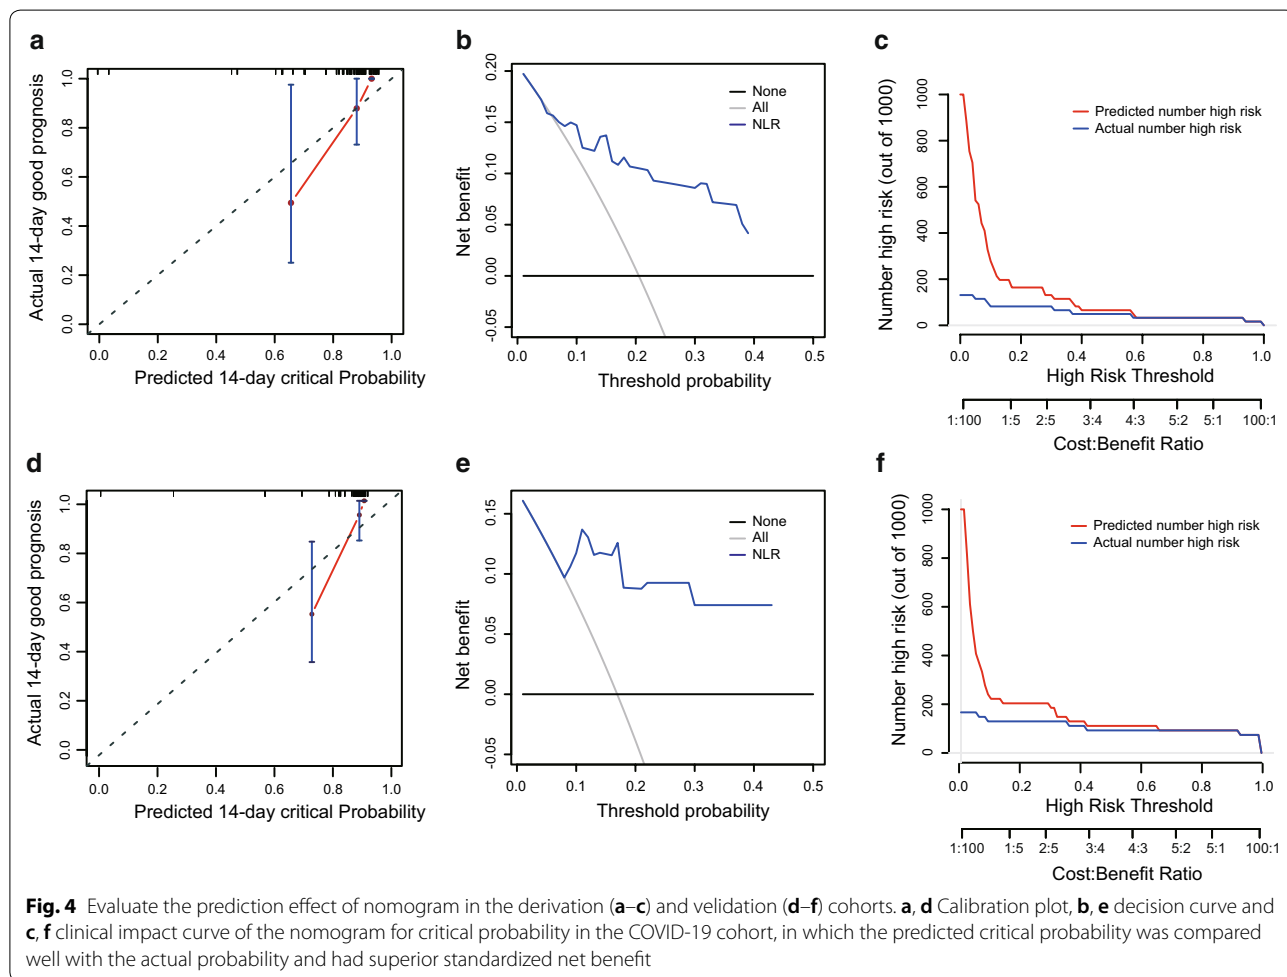 a
Actual 14-day good prognosis
0.0 0.2 0.4 0.6 0.8 1.0
0.0 0.2 0.4 0.6 0.8 1.0
Predicted 14-day critical Probability
b
Net benefit
-0.05 0.00 0.05 0.10 0.15 0.20
None
All
NLR
0.0 0.1 0.2 0.3 0.4 0.5
Threshold probability
c
Number high risk (out of 1000)
0 200 400 600 800 1000
Predicted number high risk
Actual number high risk
0.0 0.2 0.4 0.6 0.8 1.0
High Risk Threshold
1:100 1:5 2:5 3:4 4:3 5:2 5:1 100:1
Cost:Benefit Ratio
d
Actual 14-day good prognosis
0.0 0.2 0.4 0.6 0.8 1.0
0.0 0.2 0.4 0.6 0.8 1.0
Predicted 14-day critical Probability
e
Net benefit
-0.05 0.00 0.05 0.10 0.15
None
All
NLR
0.0 0.1 0.2 0.3 0.4 0.5
Threshold probability
f
Number high risk (out of 1000)
0 200 400 600 800 1000
Predicted number high risk
Actual number high risk
0.0 0.2 0.4 0.6 0.8 1.0
High Risk Threshold
1:100 1:5 2:5 3:4 4:3 5:2 5:1 100:1
Cost:Benefit Ratio
Fig. 4 Evaluate the prediction effect of nomogram in the derivation (a–c) and velidation (d–f) cohorts. a, d Calibration plot, b, e decision curve and
c, f clinical impact curve of the nomogram for critical probability in the COVID-19 cohort, in which the predicted critical probability was compared
well with the actual probability and had superior standardized net benefit